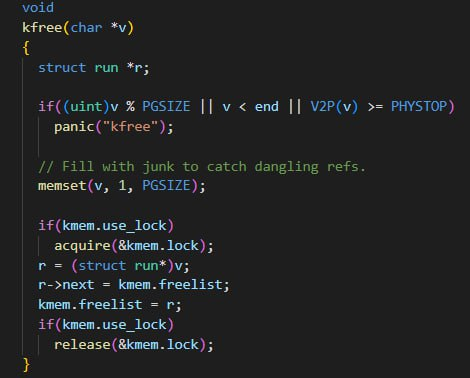 void
kfree(char *v)
{
  struct run *r;

  if((uint)v % PGSIZE || v < end || V2P(v) >= PHYSTOP)
    panic("kfree");

  // Fill with junk to catch dangling refs.
  memset(v, 1, PGSIZE);

  if(kmem.use_lock)
    acquire(&kmem.lock);
  r = (struct run*)v;
  r->next = kmem.freelist;
  kmem.freelist = r;
  if(kmem.use_lock)
    release(&kmem.lock);
}